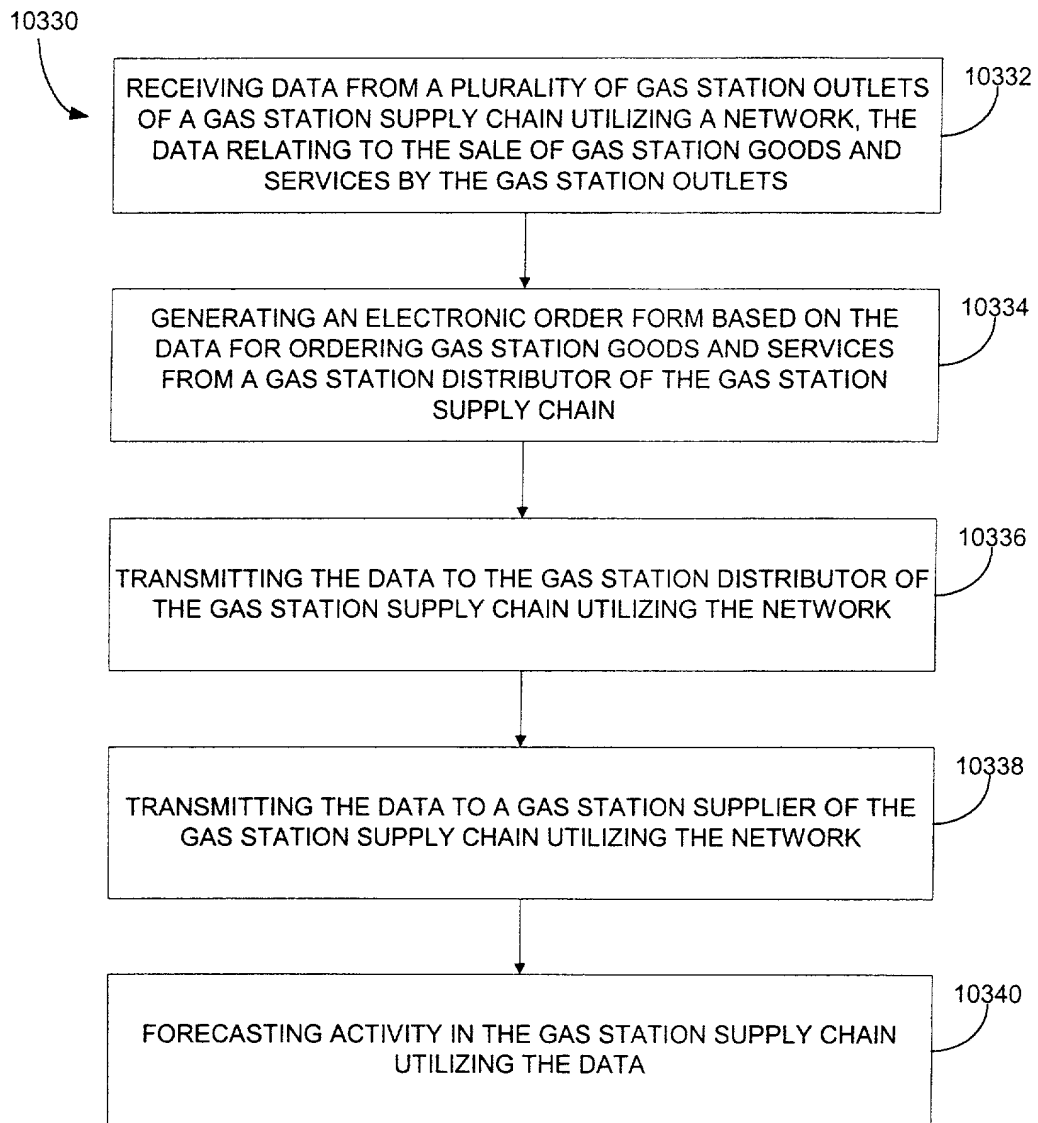 10330
RECEIVING DATA FROM A PLURALITY OF GAS STATION OUTLETS
OF A GAS STATION SUPPLY CHAIN UTILIZING A NETWORK, THE
DATA RELATING TO THE SALE OF GAS STATION GOODS AND
SERVICES BY THE GAS STATION OUTLETS
10332
GENERATING AN ELECTRONIC ORDER FORM BASED ON THE
DATA FOR ORDERING GAS STATION GOODS AND SERVICES
FROM A GAS STATION DISTRIBUTOR OF THE GAS STATION
SUPPLY CHAIN
10334
TRANSMITTING THE DATA TO THE GAS STATION DISTRIBUTOR OF
THE GAS STATION SUPPLY CHAIN UTILIZING THE NETWORK
10336
TRANSMITTING THE DATA TO A GAS STATION SUPPLIER OF THE
GAS STATION SUPPLY CHAIN UTILIZING THE NETWORK
10338
FORECASTING ACTIVITY IN THE GAS STATION SUPPLY CHAIN
UTILIZING THE DATA
10340